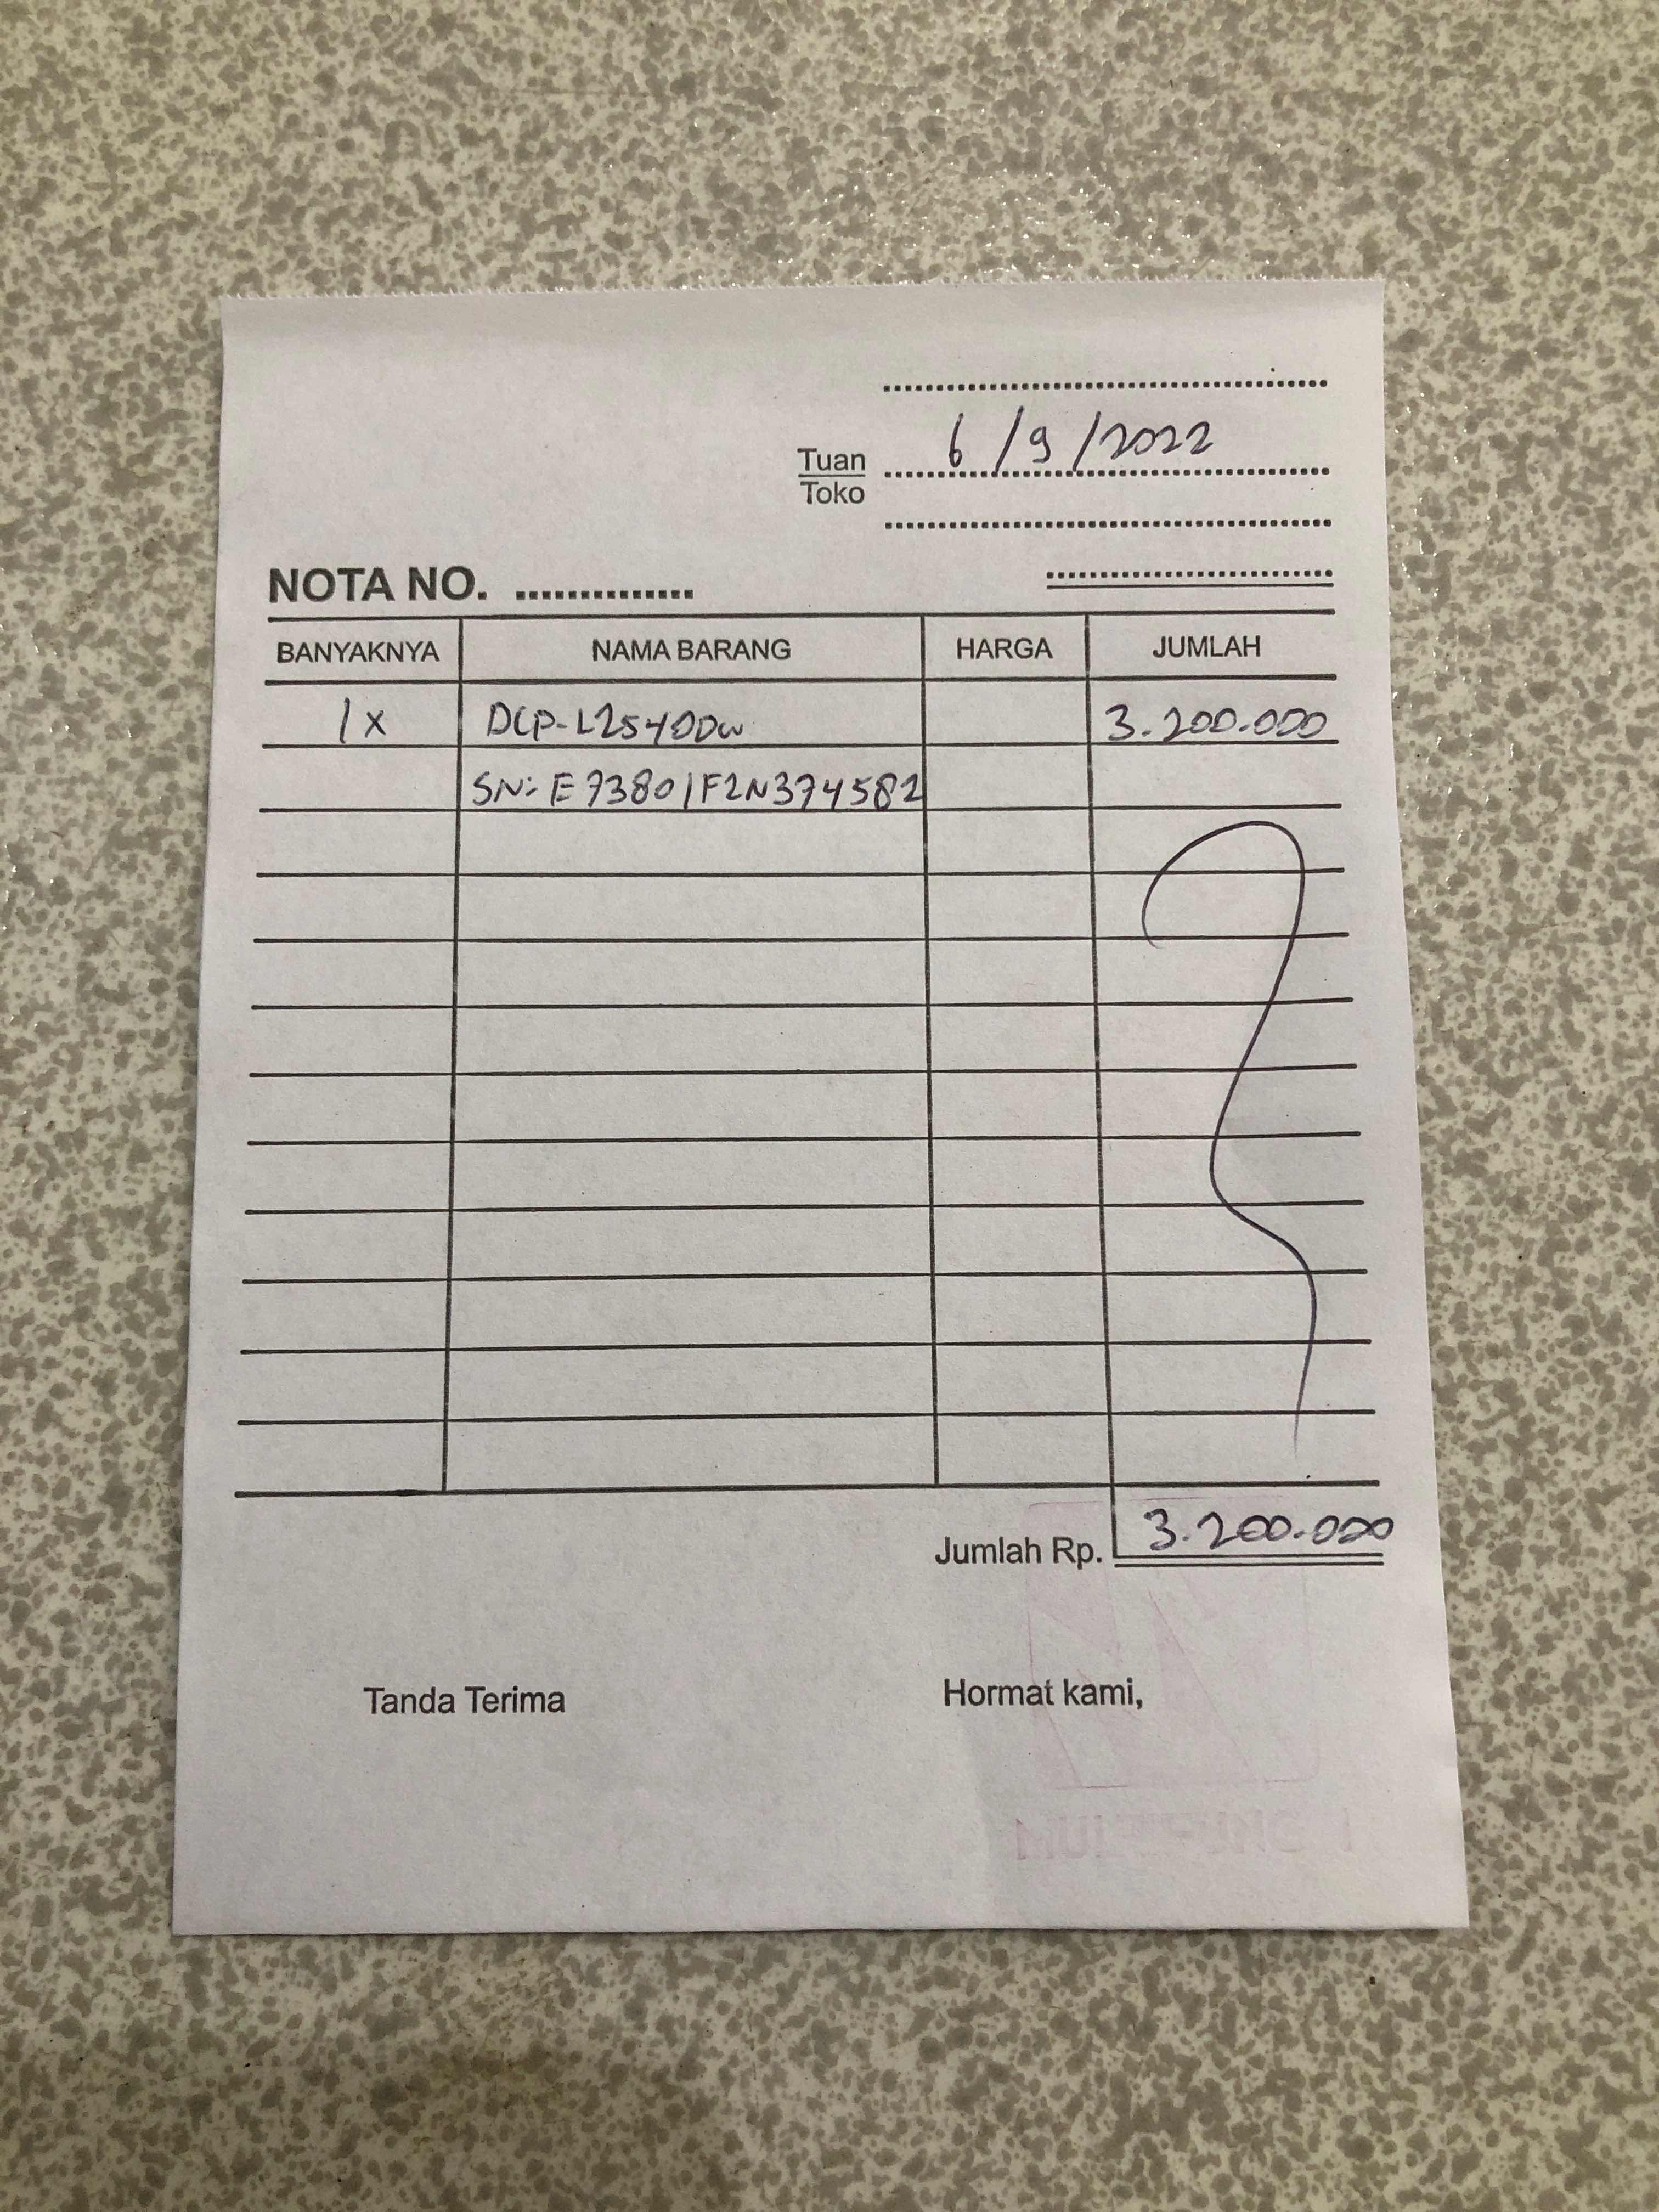 6/9/2022
Tuan
Toko
NOTA NO. ..............
BANYAKNYA NAMA BARANG HARGA JUMLAH
1x DCP-L2540DW 3.200.000
SN: E73801F2N374582
Jumlah Rp. 3.200.000
Tanda Terima Hormat kami,